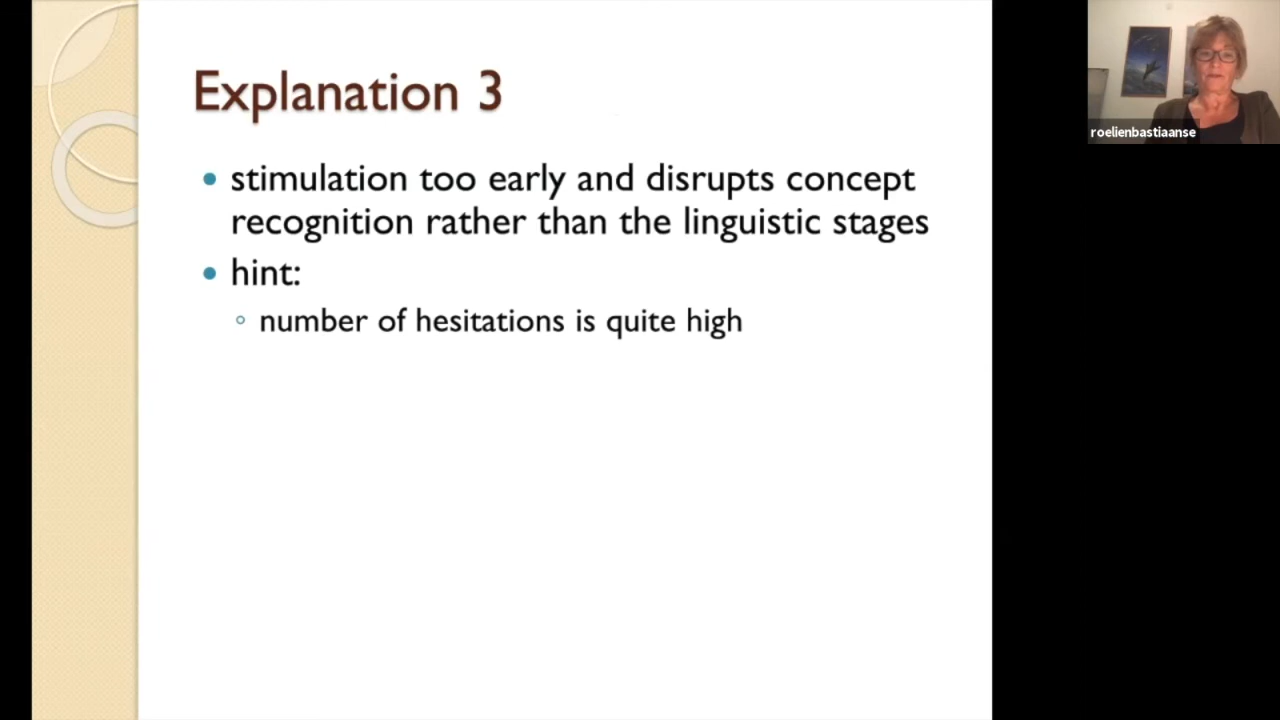 Explanation 3
stimulation too early and disrupts concept
recognition rather than the linguistic stages
hint:
number of hesitations is quite high
roelienbastiaanse